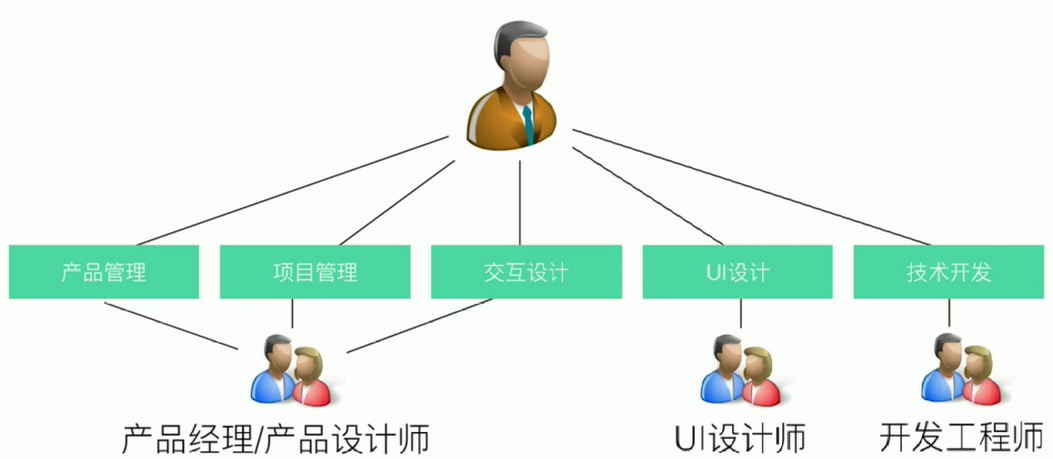 产品管理
项目管理
交互设计
UI设计
技术开发
产品经理/产品设计师
UI设计师
开发工程师